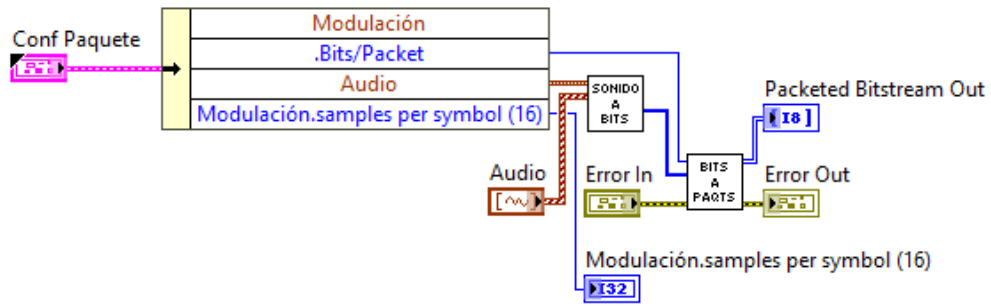 Conf Paquete
Modulación
.Bits/Packet
Audio
Modulación.samples per symbol (16)
SONIDO
A
BITS
Packeted Bitstream Out
I8
Audio
Error In
BITS
A
PAQTS
Error Out
Modulación.samples per symbol (16)
I32